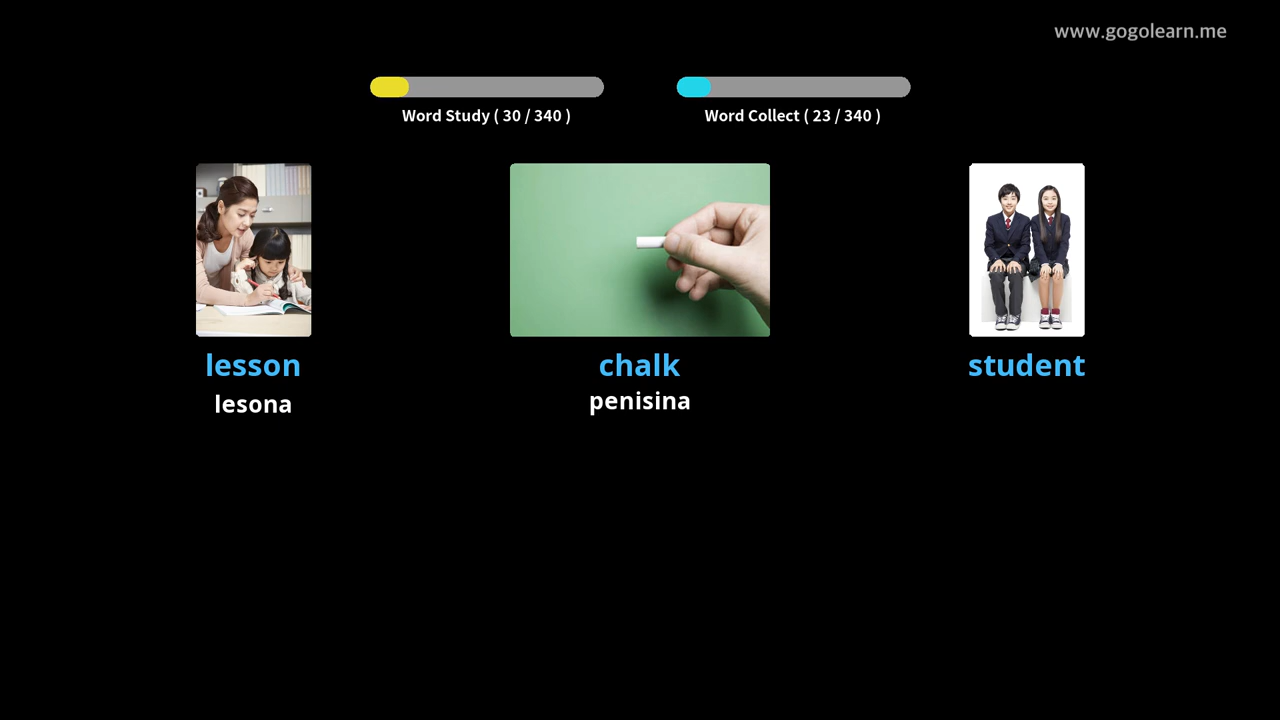 www.gogolearn.me
Word Study ( 30 / 340 )
Word Collect ( 23 / 340 )
lesson
lesona
chalk
penisina
student